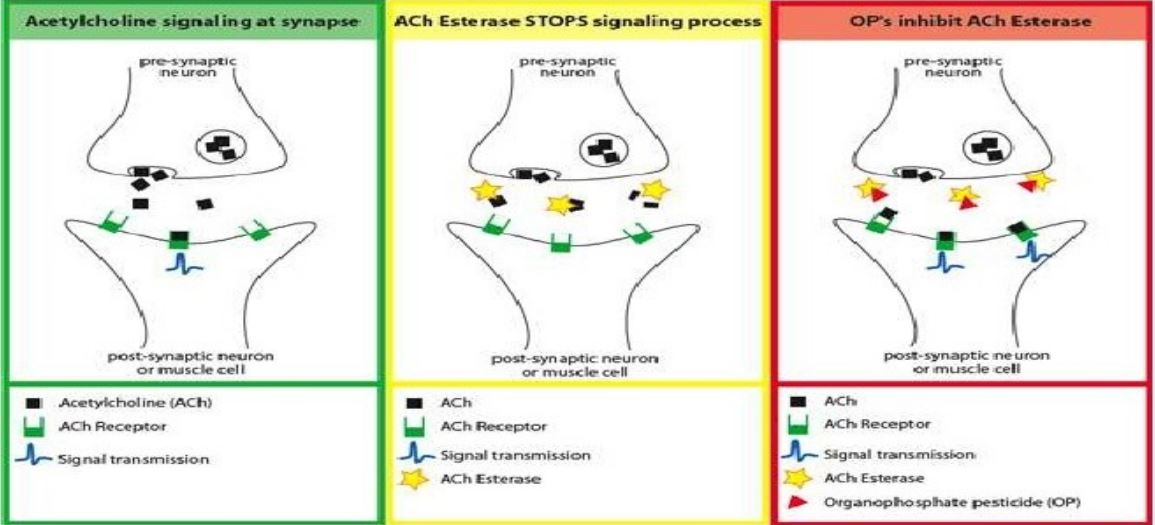 Acetylcholine signaling at synapse
pre-synaptic
neuron
post-synaptic neuron
or muscle cell
Acetylcholine (ACh)
ACh Receptor
Signal transmission
ACh Esterase STOPS signaling process
pre-synaptic
neuron
post-synaptic neuron
or muscle cell
ACh
ACh Receptor
Signal transmission
ACh Esterase
OP's inhibit ACh Esterase
pre-synaptic
neuron
post-synaptic neuron
or muscle cell
ACh
ACh Receptor
Signal transmission
ACh Esterase
Organophosphate pesticide (OP)